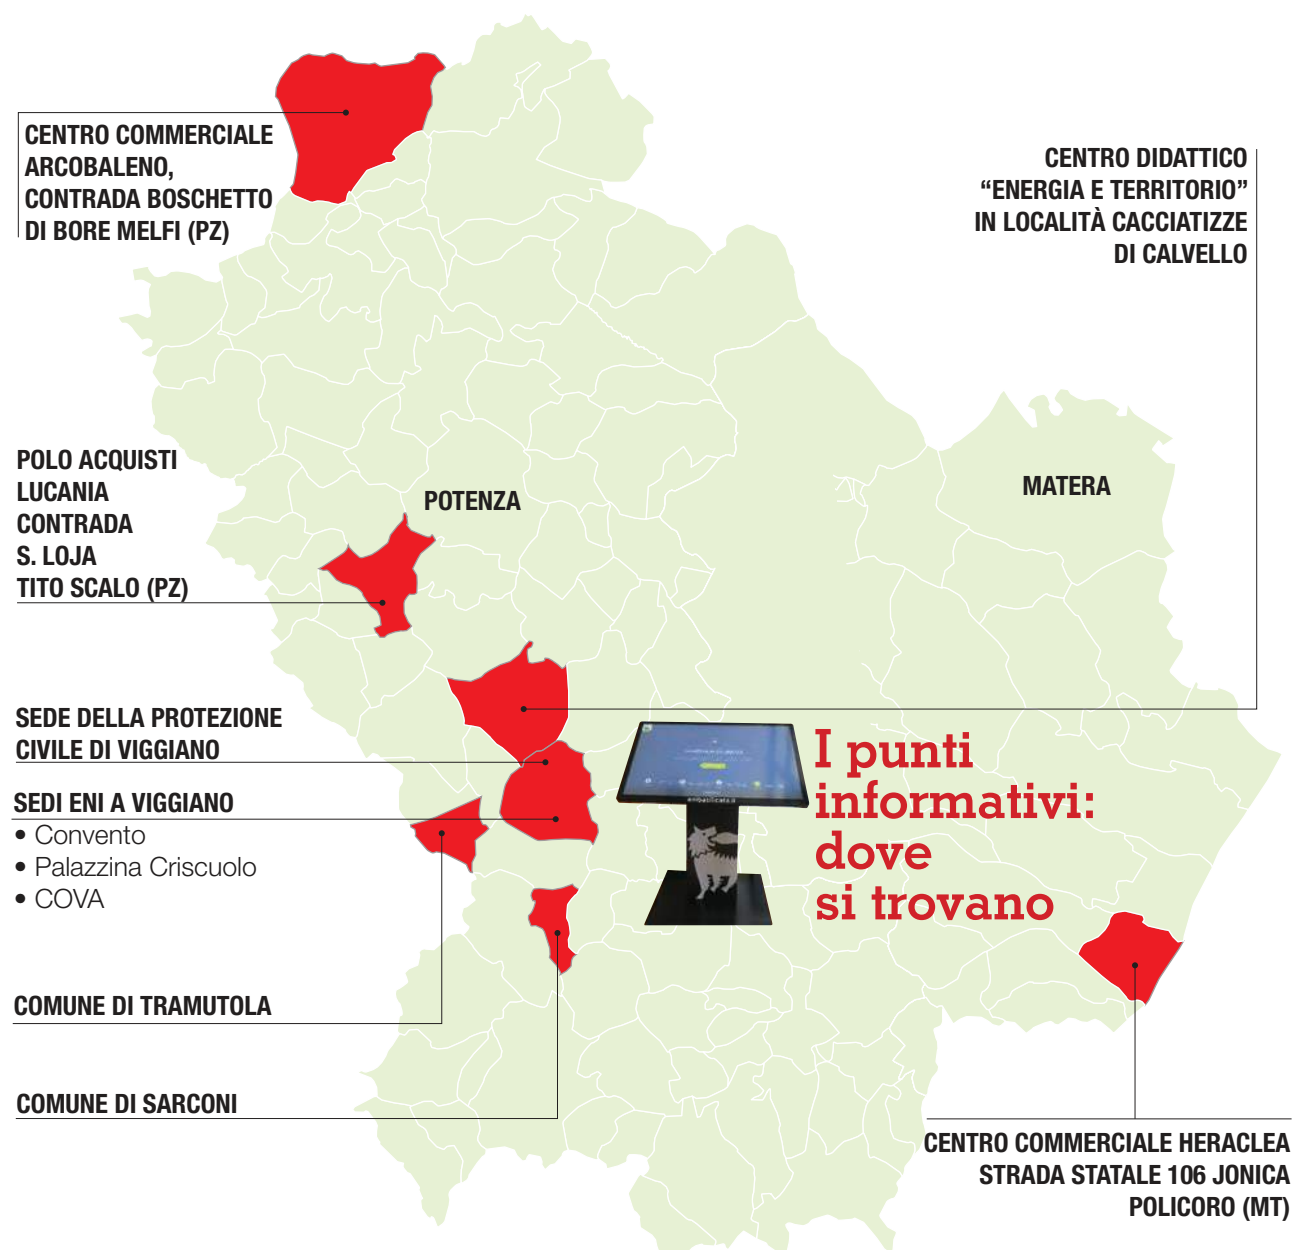 CENTRO COMMERCIALE
ARCOBALENO,
CONTRADA BOSCHETTO
DI BORE MELFI (PZ)
CENTRO DIDATTICO
“ENERGIA E TERRITORIO”
IN LOCALITÀ CACCIATIZZE
DI CALVELLO
POLO ACQUISTI
LUCANIA
CONTRADA
S. LOJA
TITO SCALO (PZ)
POTENZA
MATERA
SEDE DELLA PROTEZIONE
CIVILE DI VIGGIANO
SEDI ENI A VIGGIANO
• Convento
• Palazzina Criscuolo
• COVA
I punti
informativi:
dove
si trovano
enibasilicata.it
COMUNE DI TRAMUTOLA
COMUNE DI SARCONI
CENTRO COMMERCIALE HERACLEA
STRADA STATALE 106 JONICA
POLICORO (MT)